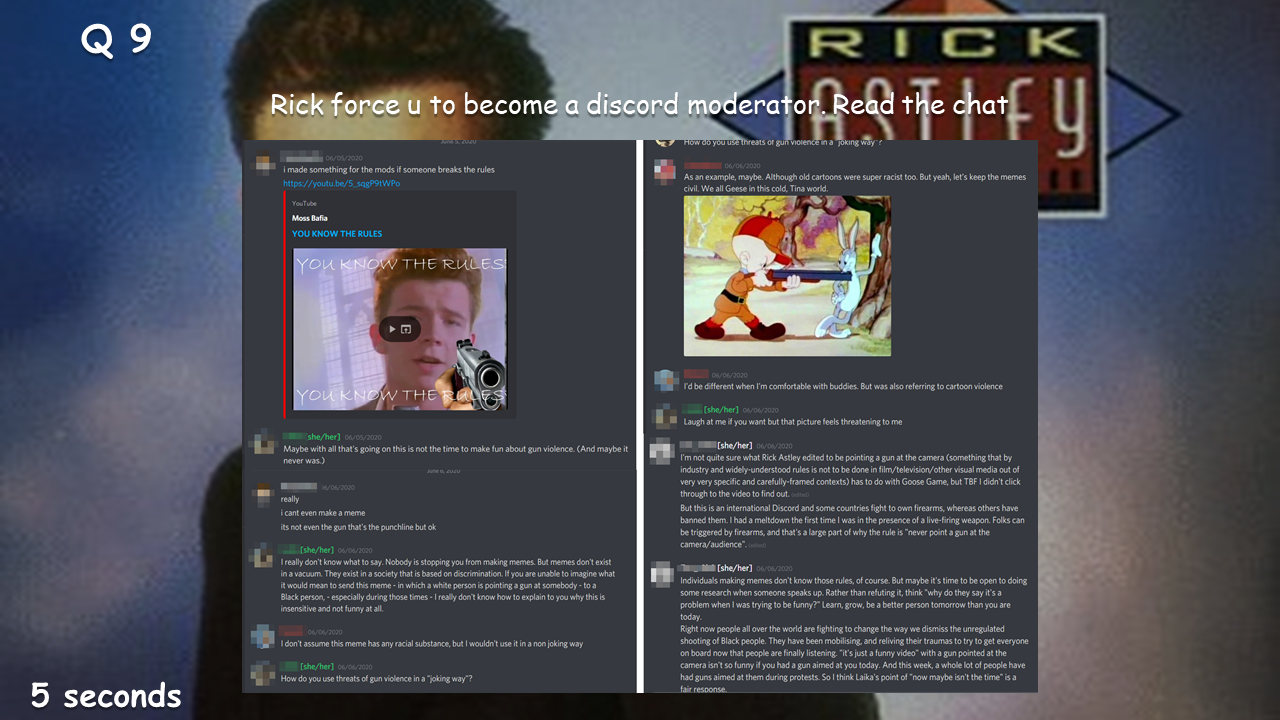 Q 9
RICK
ASTLEY
Rick force u to become a discord moderator. Read the chat
June 5, 2020
06/05/2020
i made something for the mods if someone breaks the rules
https://youtu.be/5_sqgP9tWPo
YouTube
Moss Bafia
YOU KNOW THE RULES
YOU KNOW THE RULES
YOU KNOW THE RULES
she/her] 06/05/2020
Maybe with all that's going on this is not the time to make fun about gun violence. (And maybe it
never was.)
June 6, 2020
06/06/2020
really
i cant even make a meme
its not even the gun that's the punchline but ok
[she/her] 06/06/2020
I really don't know what to say. Nobody is stopping you from making memes. But memes don't exist
in a vacuum. They exist in a society that is based on discrimination. If you are unable to imagine what
it would mean to send this meme - in which a white person is pointing a gun at somebody - to a
Black person, - especially during those times - I really don't know how to explain to you why this is
insensitive and not funny at all.
06/06/2020
I don't assume this meme has any racial substance, but I wouldn't use it in a non joking way
[she/her] 06/06/2020
How do you use threats of gun violence in a "joking way"?
How do you use threats of gun violence in a "joking way"?
06/06/2020
As an example, maybe. Although old cartoons were super racist too. But yeah, let's keep the memes
civil. We all Geese in this cold, Tina world.
06/06/2020
I'd be different when I'm comfortable with buddies. But was also referring to cartoon violence
[she/her] 06/06/2020
Laugh at me if you want but that picture feels threatening to me
[she/her] 06/06/2020
I'm not quite sure what Rick Astley edited to be pointing a gun at the camera (something that by
industry and widely-understood rules is not to be done in film/television/other visual media out of
very very specific and carefully-framed contexts) has to do with Goose Game, but TBF I didn't click
through to the video to find out. (edited)
But this is an international Discord and some countries fight to own firearms, whereas others have
banned them. I had a meltdown the first time I was in the presence of a live-firing weapon. Folks can
be triggered by firearms, and that's a large part of why the rule is "never point a gun at the
camera/audience". (edited)
[she/her] 06/06/2020
Individuals making memes don't know those rules, of course. But maybe it's time to be open to doing
some research when someone speaks up. Rather than refuting it, think "why do they say it's a
problem when I was trying to be funny?" Learn, grow, be a better person tomorrow than you are
today.
Right now people all over the world are fighting to change the way we dismiss the unregulated
shooting of Black people. They have been mobilising, and reliving their traumas to try to get everyone
on board now that people are finally listening. "it's just a funny video" with a gun pointed at the
camera isn't so funny if you had a gun aimed at you today. And this week, a whole lot of people have
had guns aimed at them during protests. So I think Laika's point of "now maybe isn't the time" is a
fair response.
5 seconds